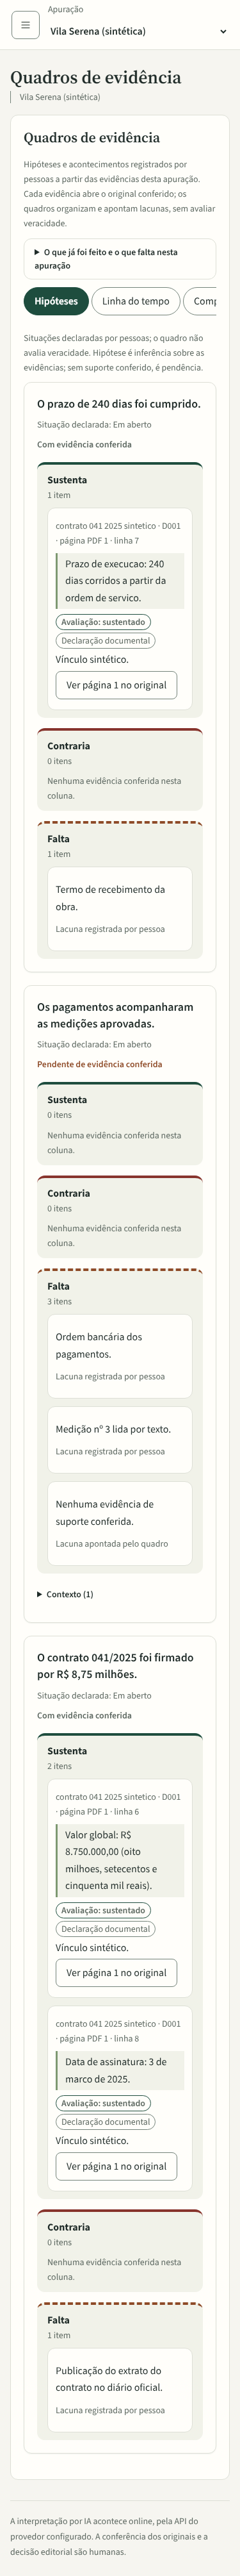 Apuração
Vila Serena (sintética)
Quadros de evidência
Vila Serena (sintética)
Quadros de evidência
Hipóteses e acontecimentos registrados por
pessoas a partir das evidências desta apuração.
Cada evidência abre o original conferido; os
quadros organizam e apontam lacunas, sem avaliar
veracidade.
O que já foi feito e o que falta nesta
apuração
Hipóteses
Linha do tempo
Comp
Situações declaradas por pessoas; o quadro não
avalia veracidade. Hipótese é inferência sobre as
evidências; sem suporte conferido, é pendência.
O prazo de 240 dias foi cumprido.
Situação declarada: Em aberto
Com evidência conferida
Sustenta
1 item
contrato 041 2025 sintetico · D001
· página PDF 1 · linha 7
Prazo de execucao: 240
dias corridos a partir da
ordem de servico.
Avaliação: sustentado
Declaração documental
Vínculo sintético.
Ver página 1 no original
Contraria
0 itens
Nenhuma evidência conferida nesta
coluna.
Falta
1 item
Termo de recebimento da
obra.
Lacuna registrada por pessoa
Os pagamentos acompanharam
as medições aprovadas.
Situação declarada: Em aberto
Pendente de evidência conferida
Sustenta
0 itens
Nenhuma evidência conferida nesta
coluna.
Contraria
0 itens
Nenhuma evidência conferida nesta
coluna.
Falta
3 itens
Ordem bancária dos
pagamentos.
Lacuna registrada por pessoa
Medição nº 3 lida por texto.
Lacuna registrada por pessoa
Nenhuma evidência de
suporte conferida.
Lacuna apontada pelo quadro
Contexto (1)
O contrato 041/2025 foi firmado
por R$ 8,75 milhões.
Situação declarada: Em aberto
Com evidência conferida
Sustenta
2 itens
contrato 041 2025 sintetico · D001
· página PDF 1 · linha 6
Valor global: R$
8.750.000,00 (oito
milhoes, setecentos e
cinquenta mil reais).
Avaliação: sustentado
Declaração documental
Vínculo sintético.
Ver página 1 no original
contrato 041 2025 sintetico · D001
· página PDF 1 · linha 8
Data de assinatura: 3 de
março de 2025.
Avaliação: sustentado
Declaração documental
Vínculo sintético.
Ver página 1 no original
Contraria
0 itens
Nenhuma evidência conferida nesta
coluna.
Falta
1 item
Publicação do extrato do
contrato no diário oficial.
Lacuna registrada por pessoa
A interpretação por IA acontece online, pela API do
provedor configurado. A conferência dos originais e a
decisão editorial são humanas.